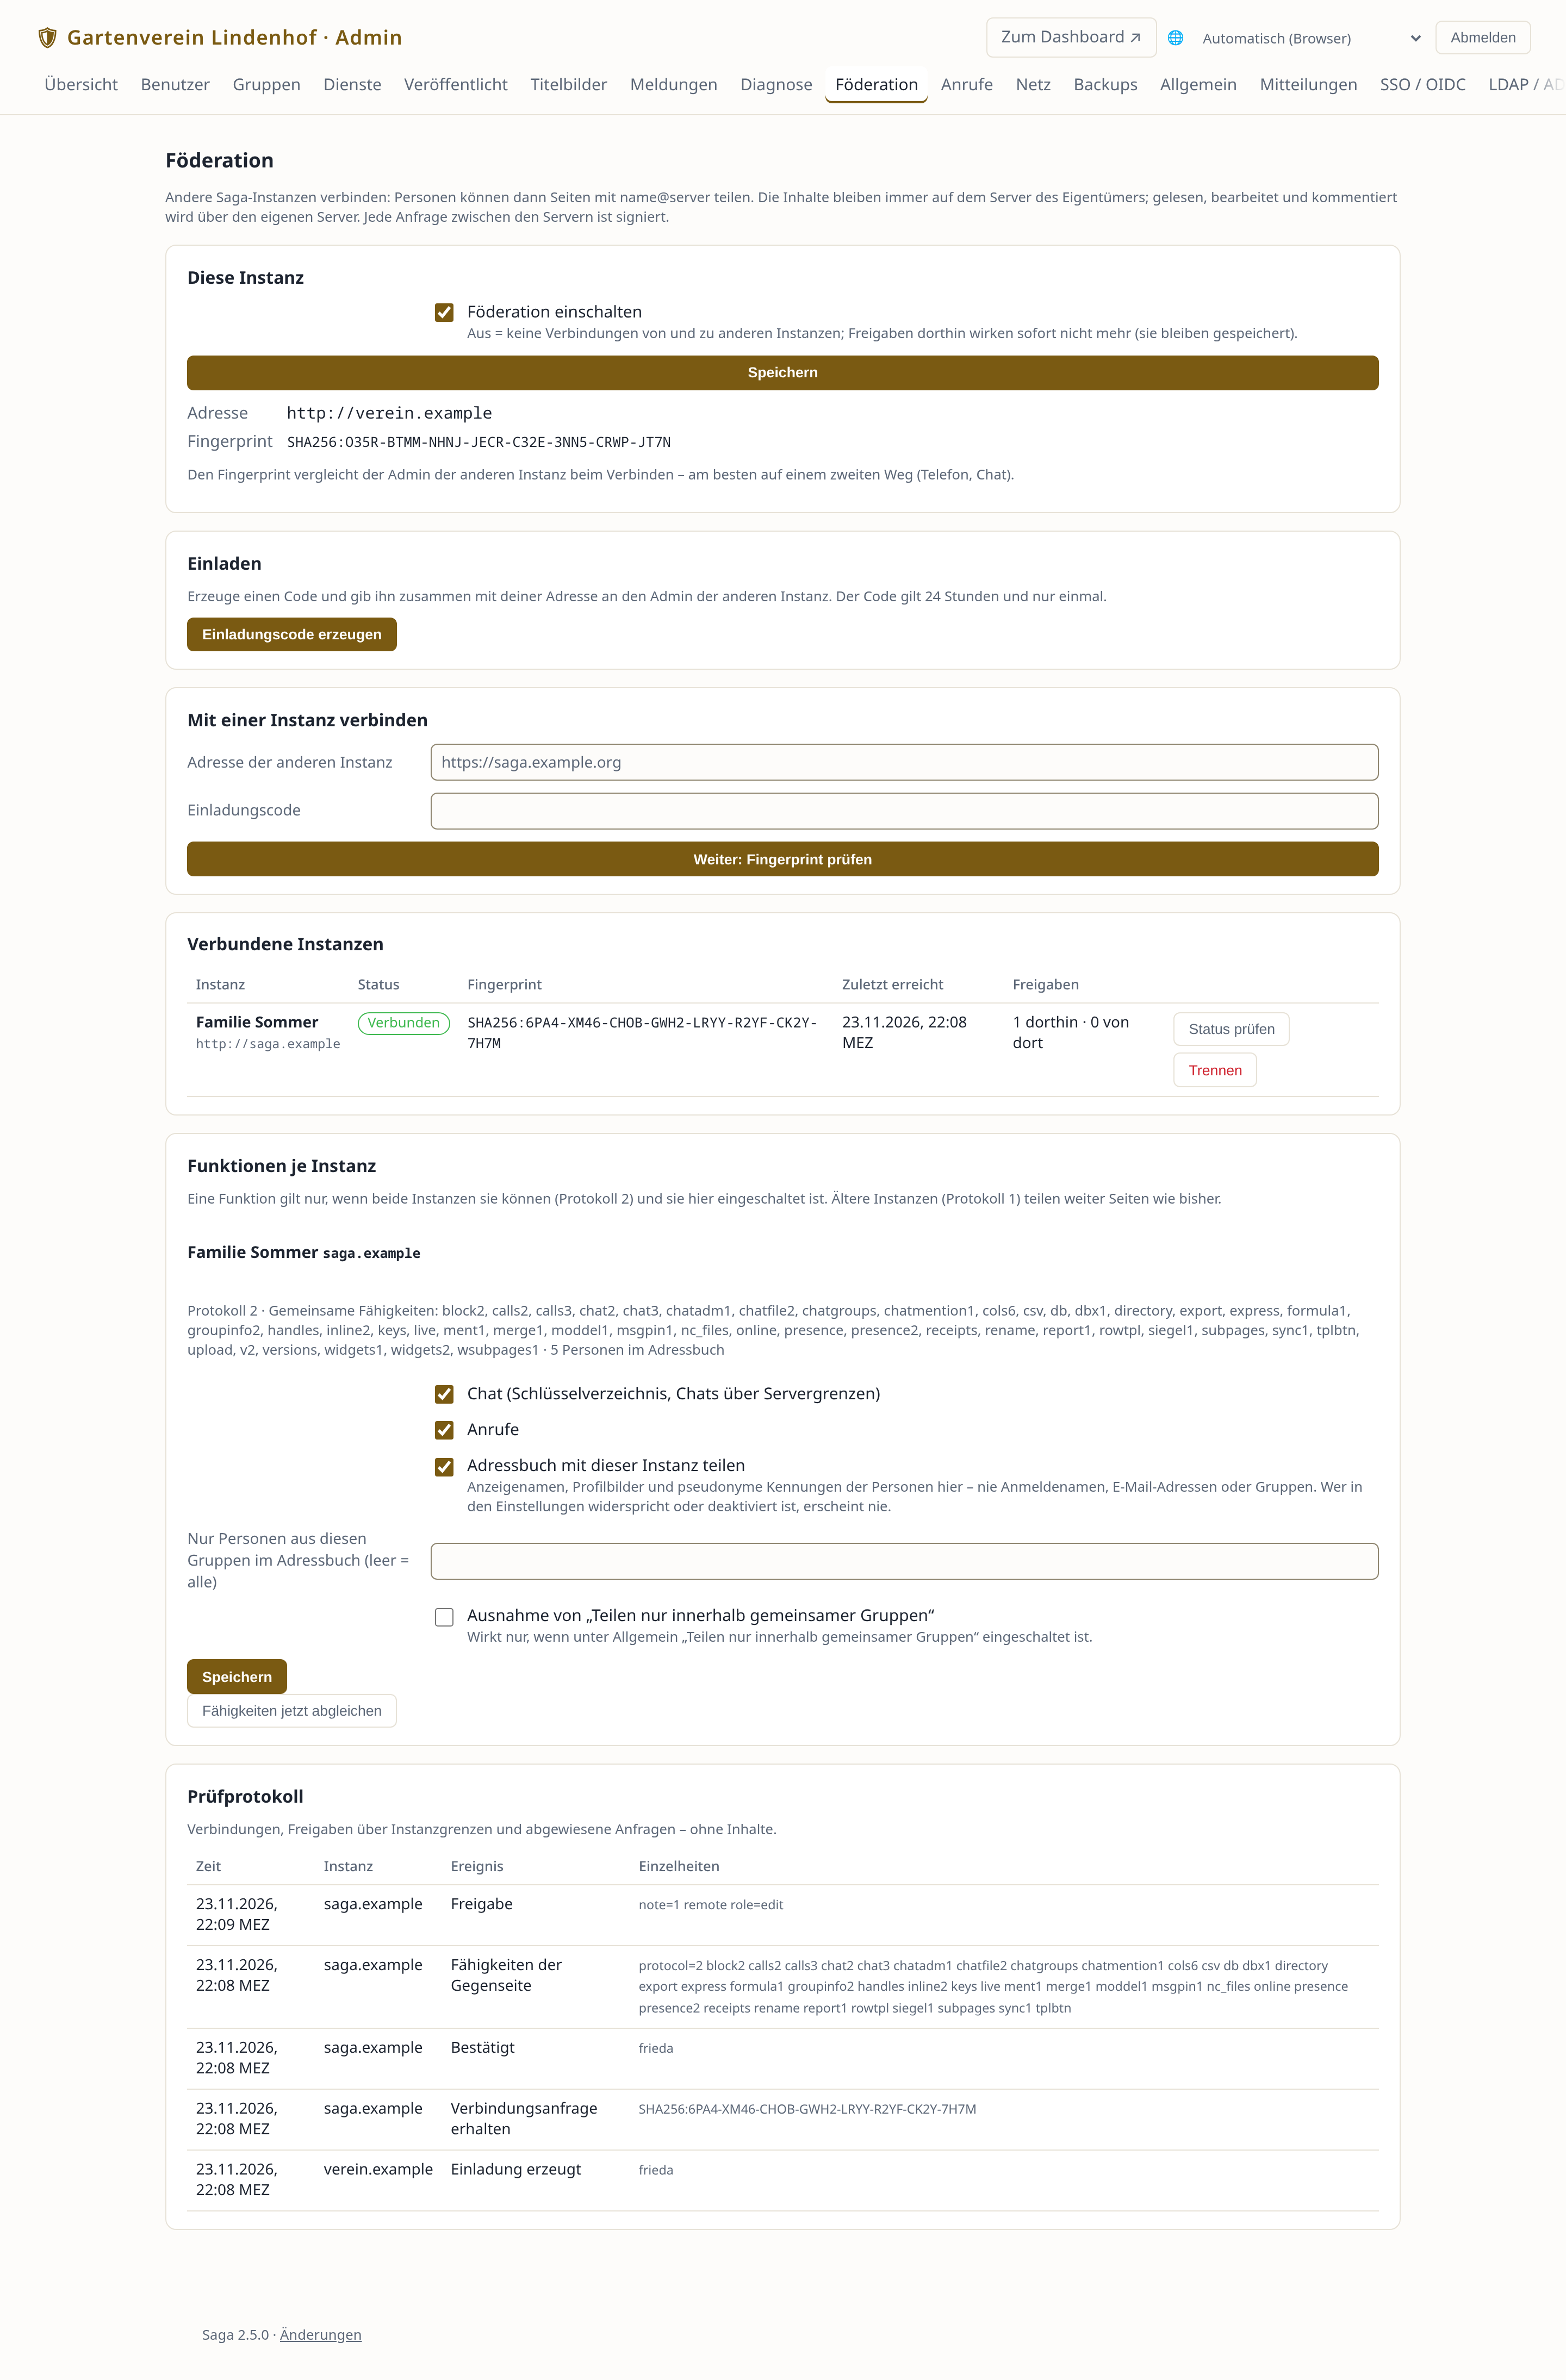 Gartenverein Lindenhof · Admin
Zum Dashboard ↗
Automatisch (Browser)
Abmelden
Übersicht Benutzer Gruppen Dienste Veröffentlicht Titelbilder Meldungen Diagnose Föderation Anrufe Netz Backups Allgemein Mitteilungen SSO / OIDC LDAP / AD
Föderation
Andere Saga-Instanzen verbinden: Personen können dann Seiten mit name@server teilen. Die Inhalte bleiben immer auf dem Server des Eigentümers; gelesen, bearbeitet und kommentiert
wird über den eigenen Server. Jede Anfrage zwischen den Servern ist signiert.
Diese Instanz
Föderation einschalten
Aus = keine Verbindungen von und zu anderen Instanzen; Freigaben dorthin wirken sofort nicht mehr (sie bleiben gespeichert).
Speichern
Adresse http://verein.example
Fingerprint SHA256:O35R-BTMM-NHNJ-JECR-C32E-3NN5-CRWP-JT7N
Den Fingerprint vergleicht der Admin der anderen Instanz beim Verbinden – am besten auf einem zweiten Weg (Telefon, Chat).
Einladen
Erzeuge einen Code und gib ihn zusammen mit deiner Adresse an den Admin der anderen Instanz. Der Code gilt 24 Stunden und nur einmal.
Einladungscode erzeugen
Mit einer Instanz verbinden
Adresse der anderen Instanz https://saga.example.org
Einladungscode
Weiter: Fingerprint prüfen
Verbundene Instanzen
Instanz Status Fingerprint Zuletzt erreicht Freigaben
Familie Sommer Verbunden SHA256:6PA4-XM46-CHOB-GWH2-LRYY-R2YF-CK2Y- 23.11.2026, 22:08 1 dorthin · 0 von Status prüfen
http://saga.example 7H7M MEZ dort
Trennen
Funktionen je Instanz
Eine Funktion gilt nur, wenn beide Instanzen sie können (Protokoll 2) und sie hier eingeschaltet ist. Ältere Instanzen (Protokoll 1) teilen weiter Seiten wie bisher.
Familie Sommer saga.example
Protokoll 2 · Gemeinsame Fähigkeiten: block2, calls2, calls3, chat2, chat3, chatadm1, chatfile2, chatgroups, chatmention1, cols6, csv, db, dbx1, directory, export, express, formula1,
groupinfo2, handles, inline2, keys, live, ment1, merge1, moddel1, msgpin1, nc_files, online, presence, presence2, receipts, rename, report1, rowtpl, siegel1, subpages, sync1, tplbtn,
upload, v2, versions, widgets1, widgets2, wsubpages1 · 5 Personen im Adressbuch
Chat (Schlüsselverzeichnis, Chats über Servergrenzen)
Anrufe
Adressbuch mit dieser Instanz teilen
Anzeigenamen, Profilbilder und pseudonyme Kennungen der Personen hier – nie Anmeldenamen, E-Mail-Adressen oder Gruppen. Wer in
den Einstellungen widerspricht oder deaktiviert ist, erscheint nie.
Nur Personen aus diesen
Gruppen im Adressbuch (leer =
alle)
Ausnahme von „Teilen nur innerhalb gemeinsamer Gruppen“
Wirkt nur, wenn unter Allgemein „Teilen nur innerhalb gemeinsamer Gruppen“ eingeschaltet ist.
Speichern
Fähigkeiten jetzt abgleichen
Prüfprotokoll
Verbindungen, Freigaben über Instanzgrenzen und abgewiesene Anfragen – ohne Inhalte.
Zeit Instanz Ereignis Einzelheiten
23.11.2026, saga.example Freigabe note=1 remote role=edit
22:09 MEZ
23.11.2026, saga.example Fähigkeiten der protocol=2 block2 calls2 calls3 chat2 chat3 chatadm1 chatfile2 chatgroups chatmention1 cols6 csv db dbx1 directory
22:08 MEZ Gegenseite export express formula1 groupinfo2 handles inline2 keys live ment1 merge1 moddel1 msgpin1 nc_files online presence
presence2 receipts rename report1 rowtpl siegel1 subpages sync1 tplbtn
23.11.2026, saga.example Bestätigt frieda
22:08 MEZ
23.11.2026, saga.example Verbindungsanfrage SHA256:6PA4-XM46-CHOB-GWH2-LRYY-R2YF-CK2Y-7H7M
22:08 MEZ erhalten
23.11.2026, verein.example Einladung erzeugt frieda
22:08 MEZ
Saga 2.5.0 · Änderungen